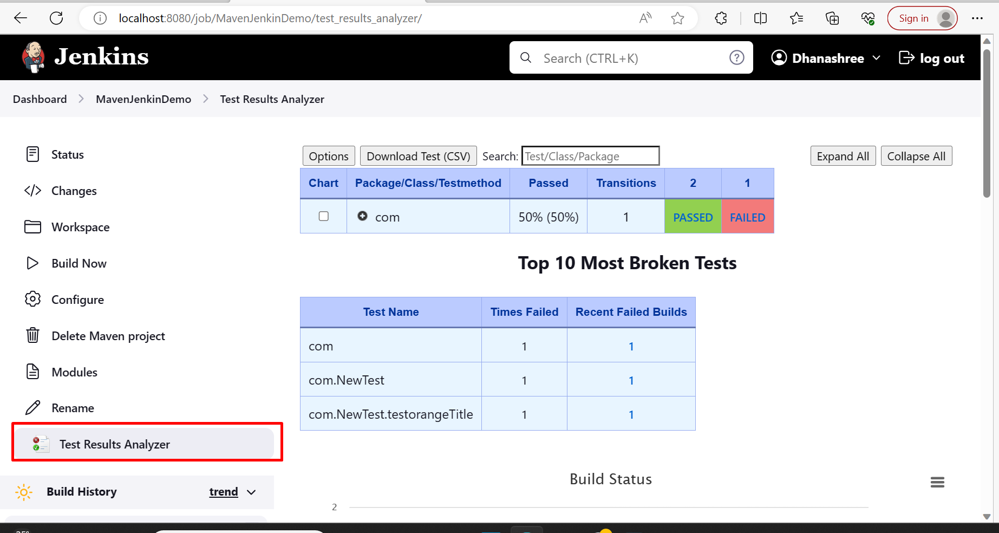 localhost:8080/job/MavenJenkinDemo/test_results_analyzer/
Sign in
Jenkins
Search (CTRL+K)
Dhanashree
log out
Dashboard
MavenJenkinDemo
Test Results Analyzer
Status
Changes
Workspace
Build Now
Configure
Delete Maven project
Modules
Rename
Test Results Analyzer
Build History
trend
Options
Download Test (CSV)
Search:
Test/Class/Package
Expand All
Collapse All
Chart Package/Class/Testmethod Passed Transitions 2 1
com 50% (50%) 1 PASSED FAILED
Top 10 Most Broken Tests
Test Name Times Failed Recent Failed Builds
com 1 1
com.NewTest 1 1
com.NewTest.testorangeTitle 1 1
Build Status
2